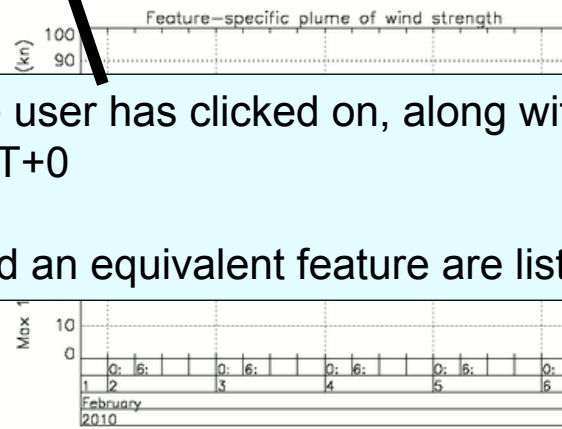 Feature-specific plume of wind strength
100
(kn)
90
user has clicked on, along
T+0
d an equivalent feature are list
Max 1
10
0
0: 6: 0: 6: 0: 6: 0: 6: 0:
1 2 3 4 5 6
February
2010